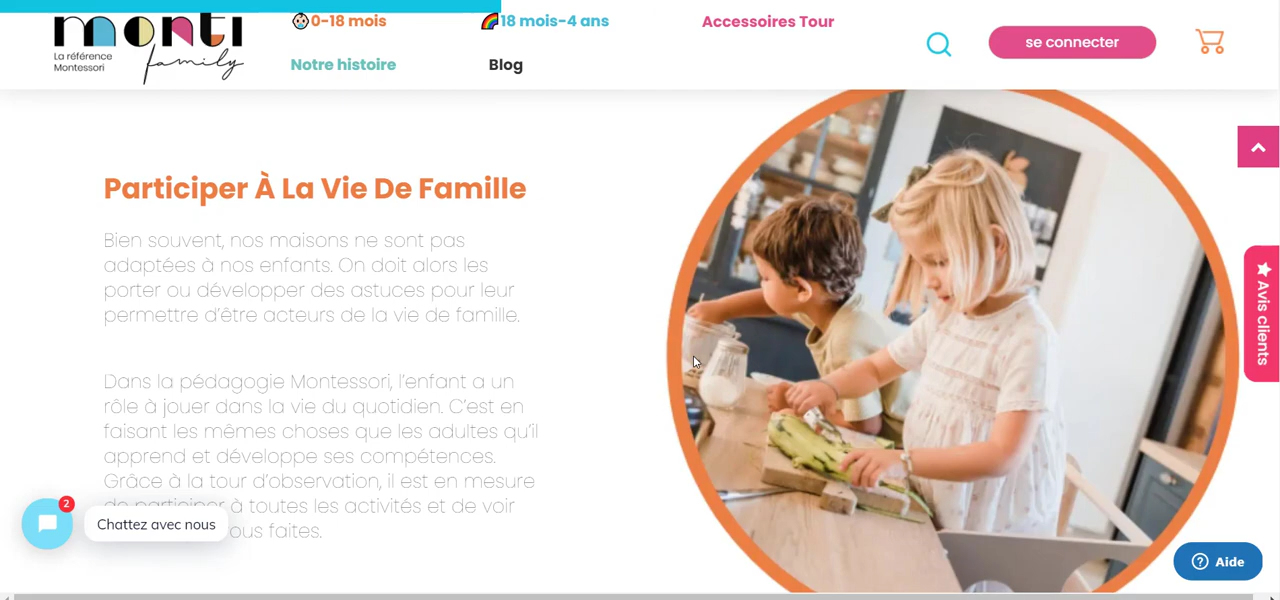 monti
family
La référence
Montessori
0-18 mois
18 mois-4 ans
Accessoires Tour
Notre histoire
Blog
se connecter
Participer À La Vie De Famille
Bien souvent, nos maisons ne sont pas
adaptées à nos enfants. On doit alors les
porter ou développer des astuces pour leur
permettre d'être acteurs de la vie de famille.
Dans la pédagogie Montessori, l'enfant a un
rôle à jouer dans la vie du quotidien. C'est en
faisant les mêmes choses que les adultes qu'il
apprend et développe ses compétences.
Grâce à la tour d'observation, il est en mesure
de participer à toutes les activités et de voir
ous faites.
2
Chattez avec nous
Avis clients
Aide